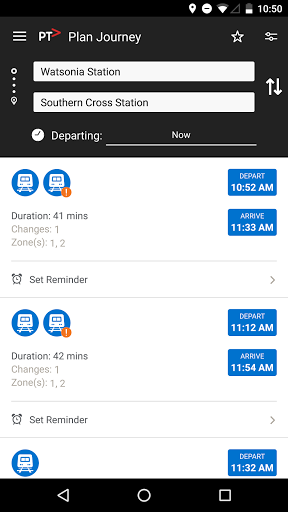 10:50
PT Plan Journey
Watsonia Station
Southern Cross Station
Departing: Now
DEPART
10:52 AM
Duration: 41 mins
Changes: 1
Zone(s): 1, 2
ARRIVE
11:33 AM
Set Reminder
DEPART
11:12 AM
Duration: 42 mins
Changes: 1
Zone(s): 1, 2
ARRIVE
11:54 AM
Set Reminder
DEPART
11:32 AM